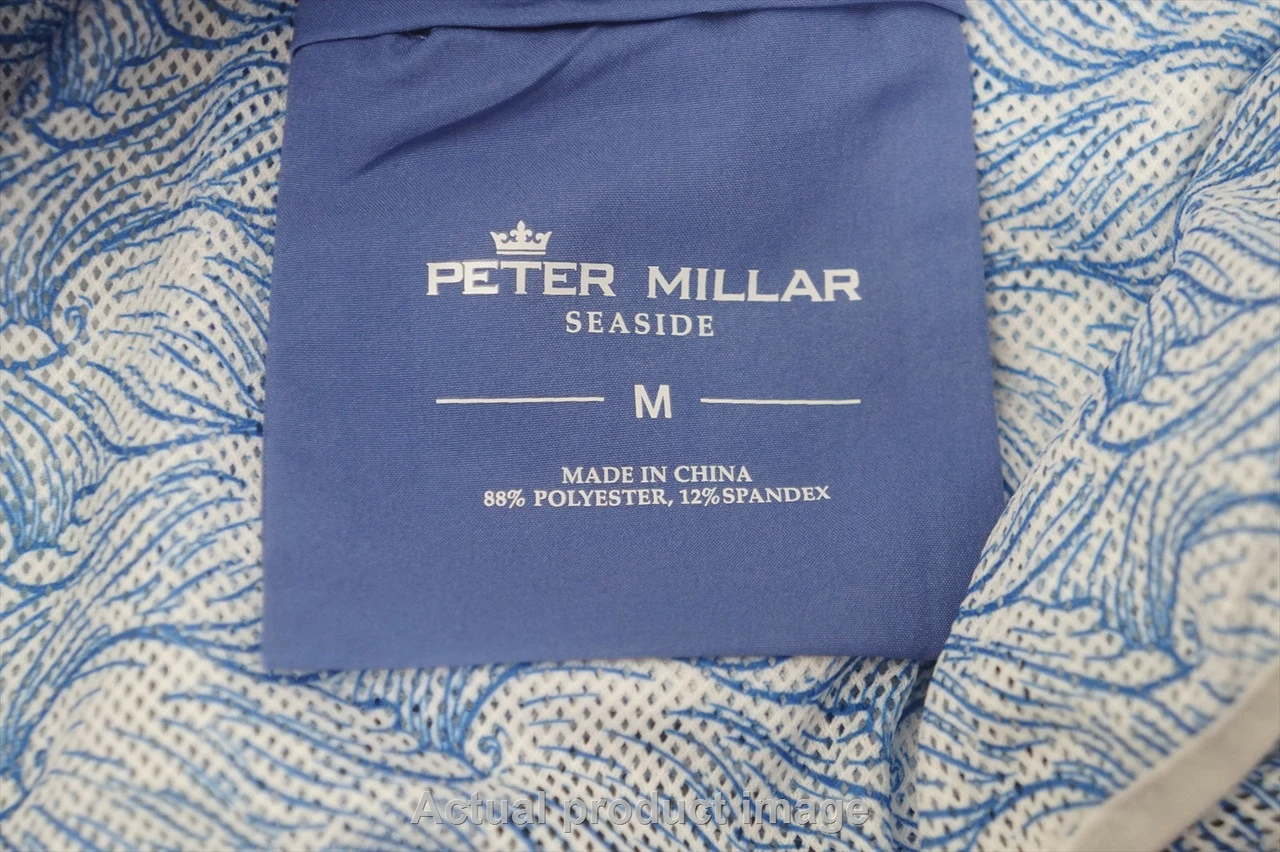 PETER MILLAR
SEASIDE
M
MADE IN CHINA
88% POLYESTER, 12% SPANDEX
Actual product image